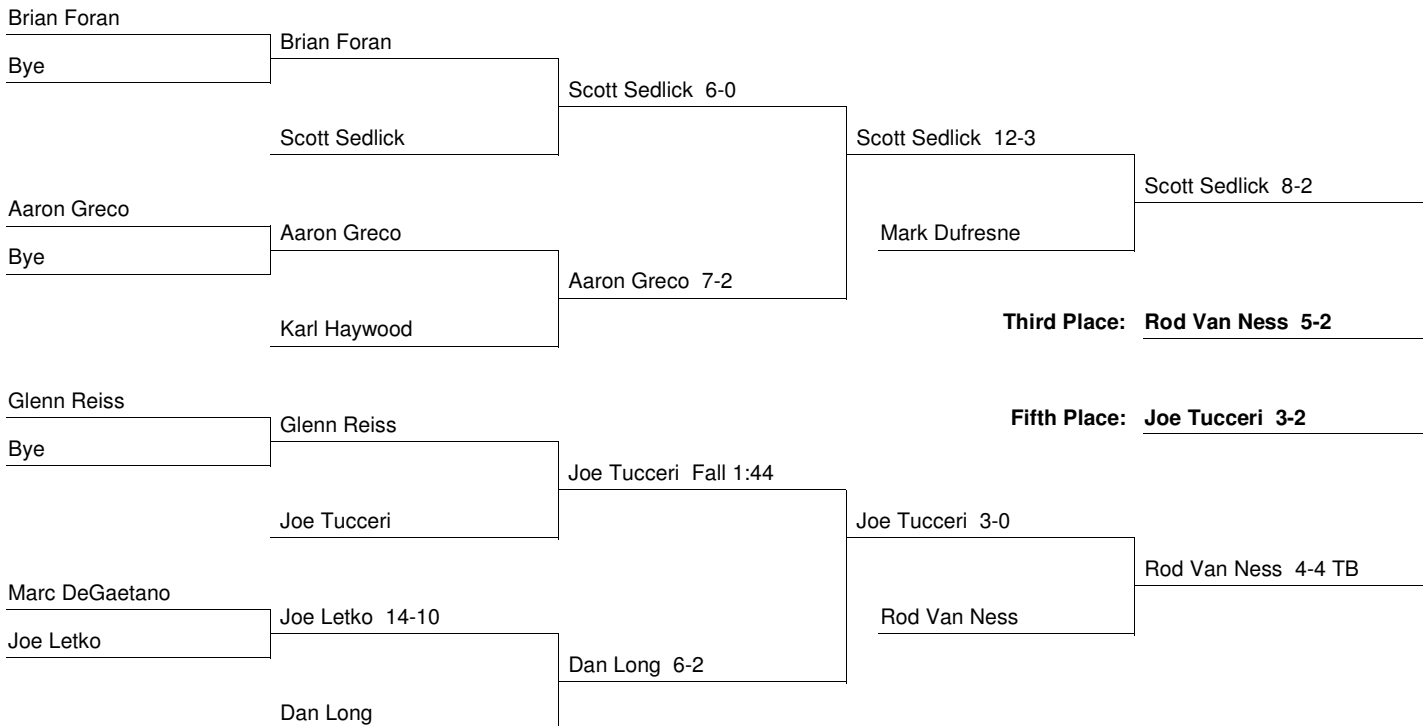 Brian Foran
Brian Foran
Bye
Scott Sedlick 6-0
Scott Sedlick
Scott Sedlick 12-3
Scott Sedlick 8-2
Aaron Greco
Aaron Greco
Mark Dufresne
Bye
Aaron Greco 7-2
Karl Haywood
Third Place: Rod Van Ness 5-2
Glenn Reiss
Glenn Reiss
Fifth Place: Joe Tucceri 3-2
Bye
Joe Tucceri Fall 1:44
Joe Tucceri
Joe Tucceri 3-0
Rod Van Ness 4-4 TB
Marc DeGaetano
Joe Letko 14-10
Rod Van Ness
Joe Letko
Dan Long 6-2
Dan Long